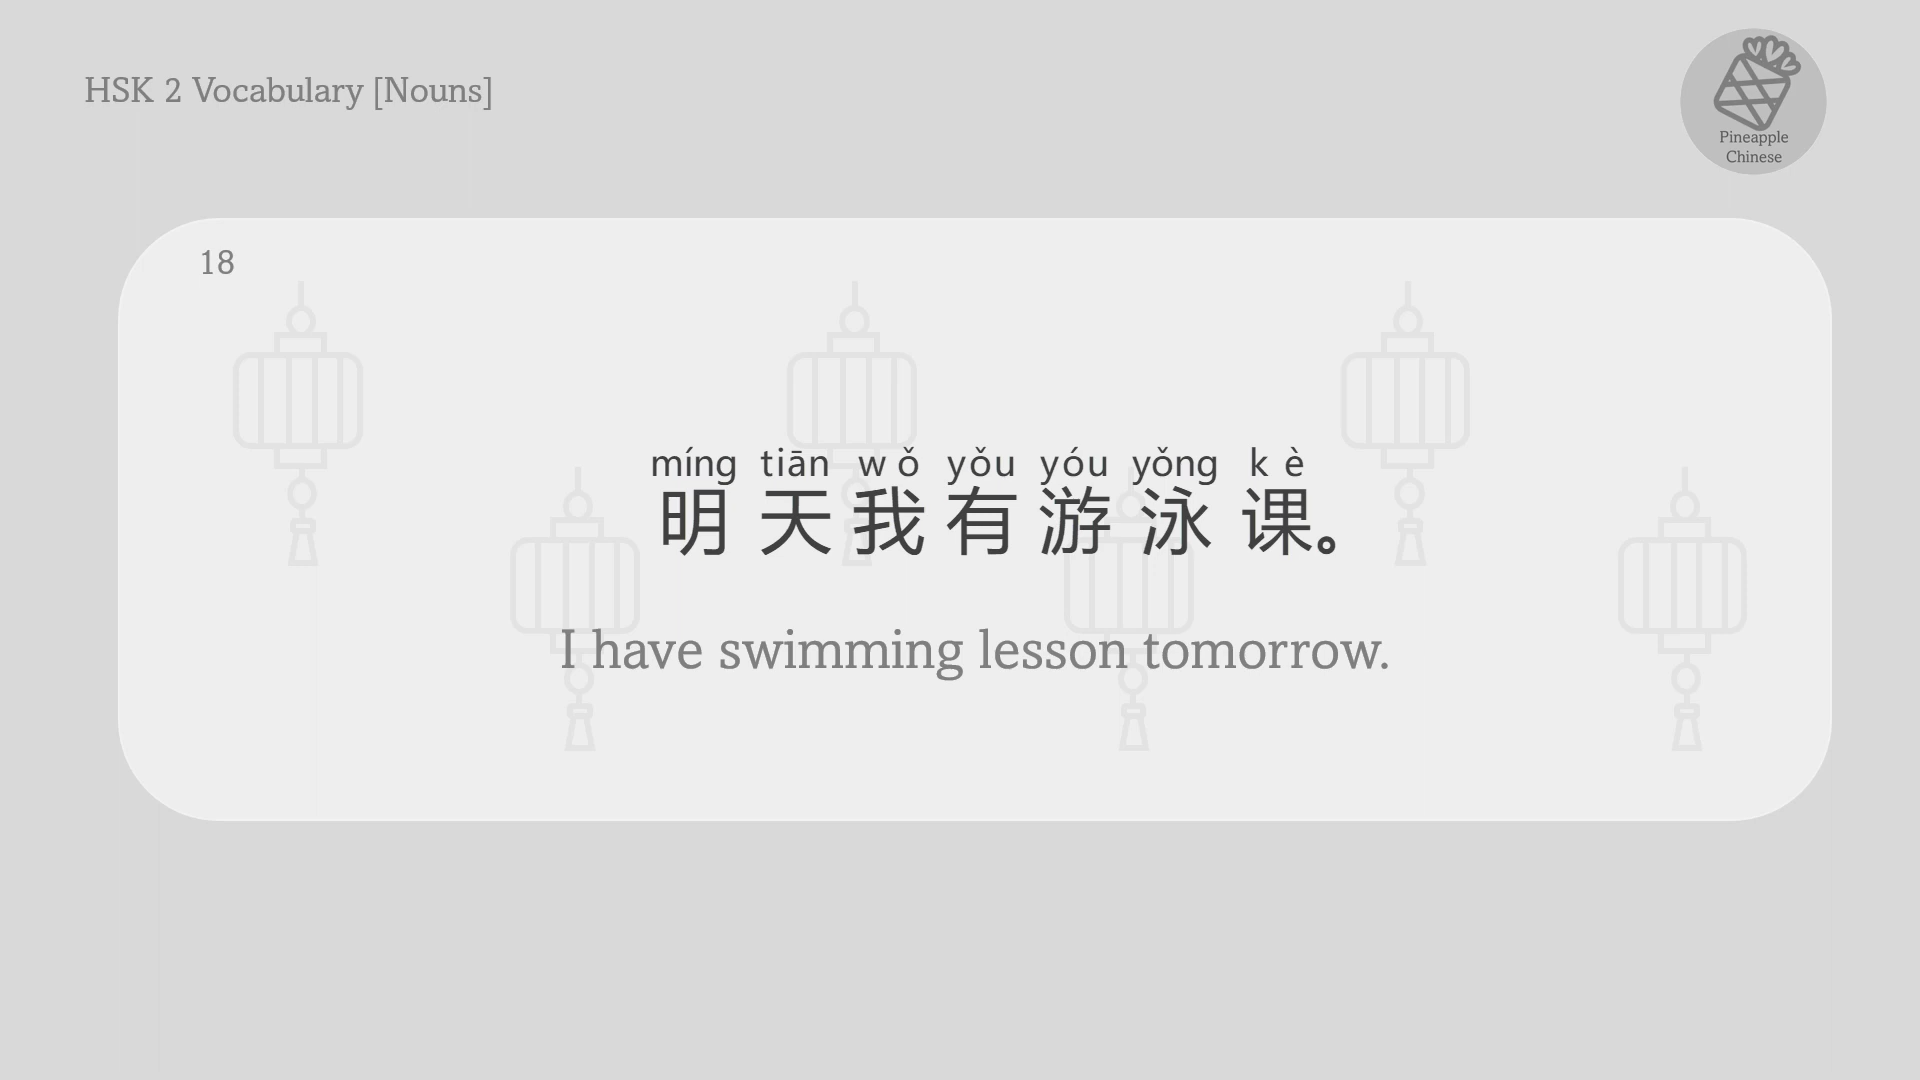 HSK 2 Vocabulary [Nouns]
Pineapple
Chinese
18
míng tiān wǒ yǒu yóu yǒng kè
明天我有游泳课。
I have swimming lesson tomorrow.